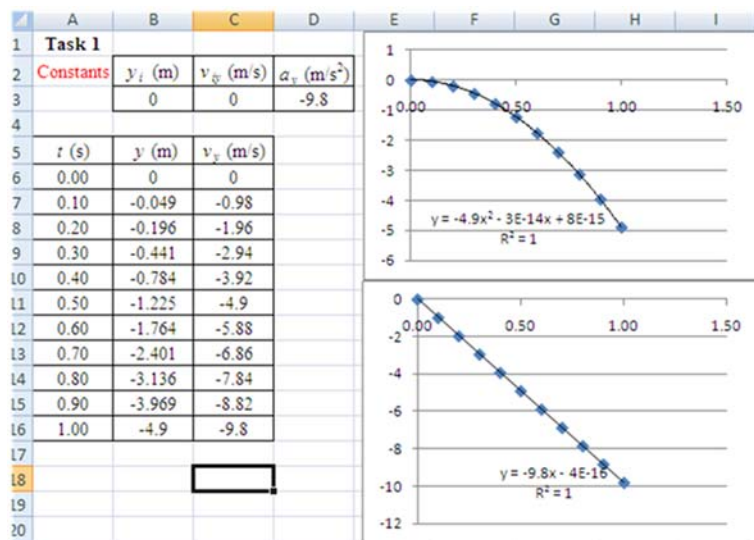 A B C D E F G H I
1 Task 1
2 Constants y_i (m) v_iy (m/s) a_y (m/s²)
3 0 0 -9.8
4
5 t (s) y (m) v_y (m/s)
6 0.00 0 0
7 0.10 -0.049 -0.98
8 0.20 -0.196 -1.96
9 0.30 -0.441 -2.94
10 0.40 -0.784 -3.92
11 0.50 -1.225 -4.9
12 0.60 -1.764 -5.88
13 0.70 -2.401 -6.86
14 0.80 -3.136 -7.84
15 0.90 -3.969 -8.82
16 1.00 -4.9 -9.8
17
18
19
20
1
0
0.00 0.50 1.00 1.50
-1
-2
-3
-4
y = -4.9x² - 3E-14x + 8E-15
R² = 1
-5
-6
0
0.00 0.50 1.00 1.50
-2
-4
-6
-8
y = -9.8x - 4E-16
R² = 1
-10
-12